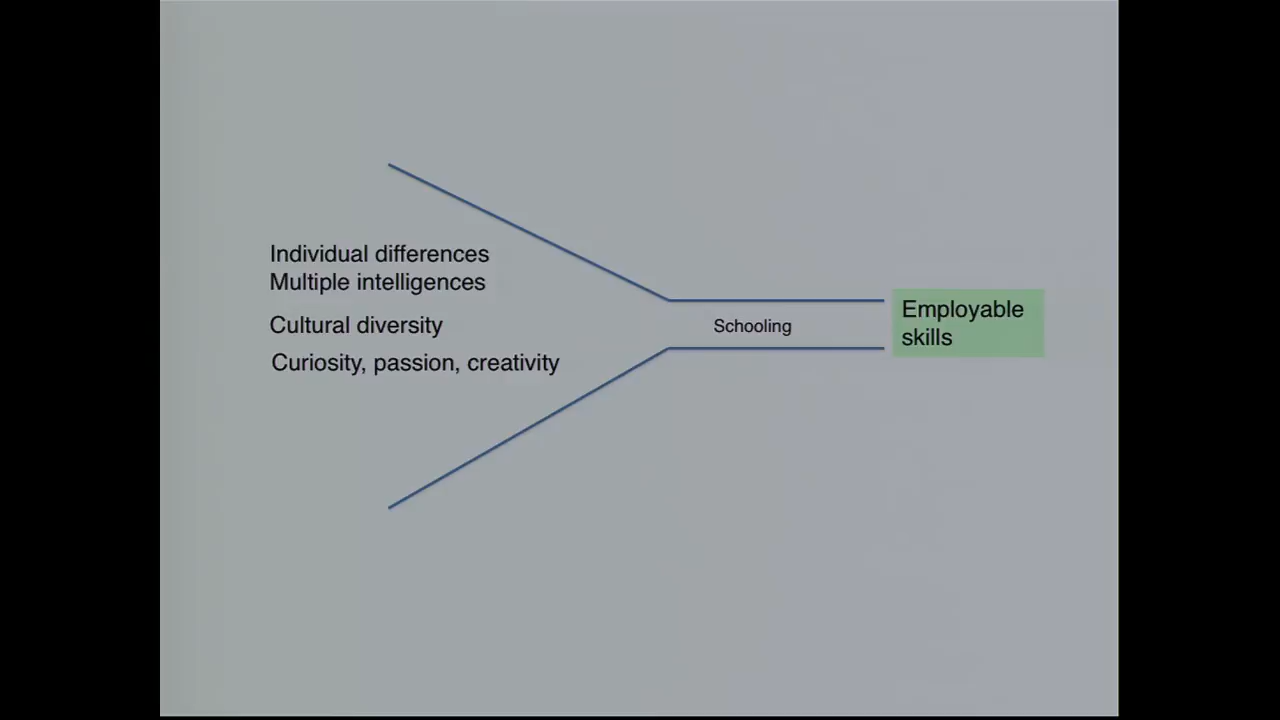 Individual differences
Multiple intelligences
Cultural diversity
Curiosity, passion, creativity
Schooling
Employable
skills